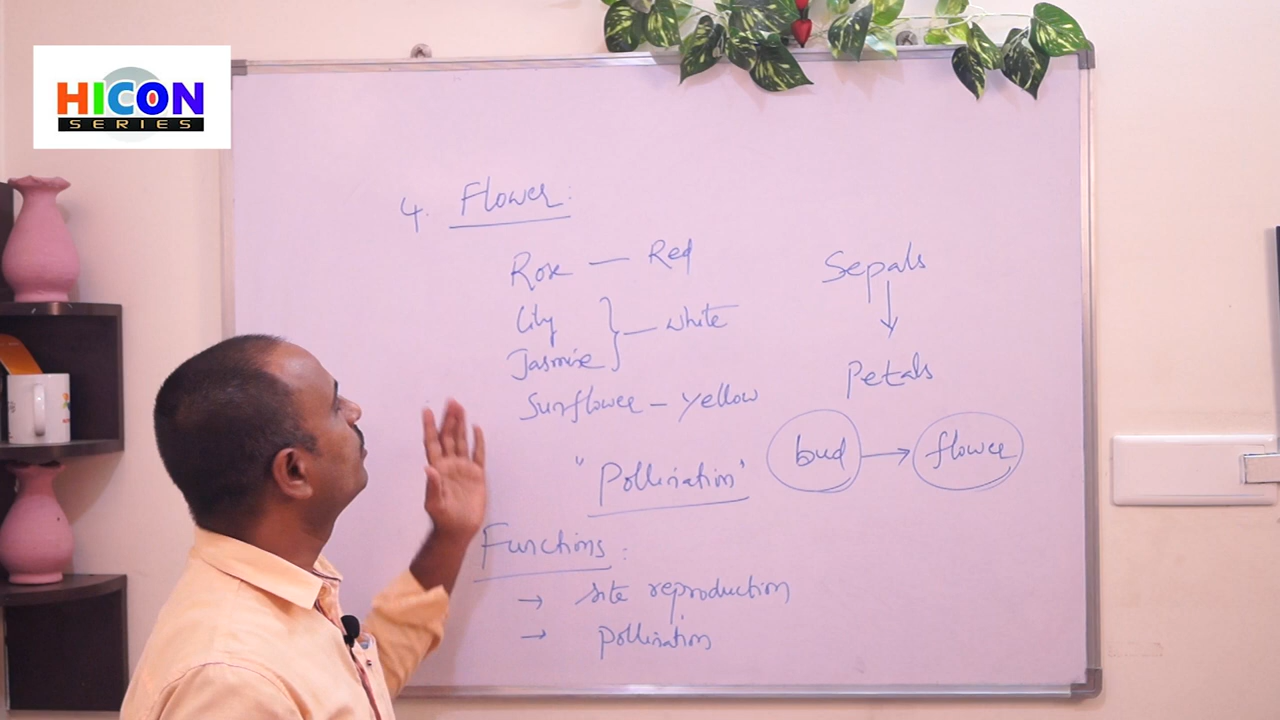 HICON
SERIES
4. Flower:
Rose — Red
Lily
Jasmine } — white
Sunflower – yellow
"Pollination"
Functions:
→ site reproduction
→ pollination
Sepals
↓
Petals
bud → flower